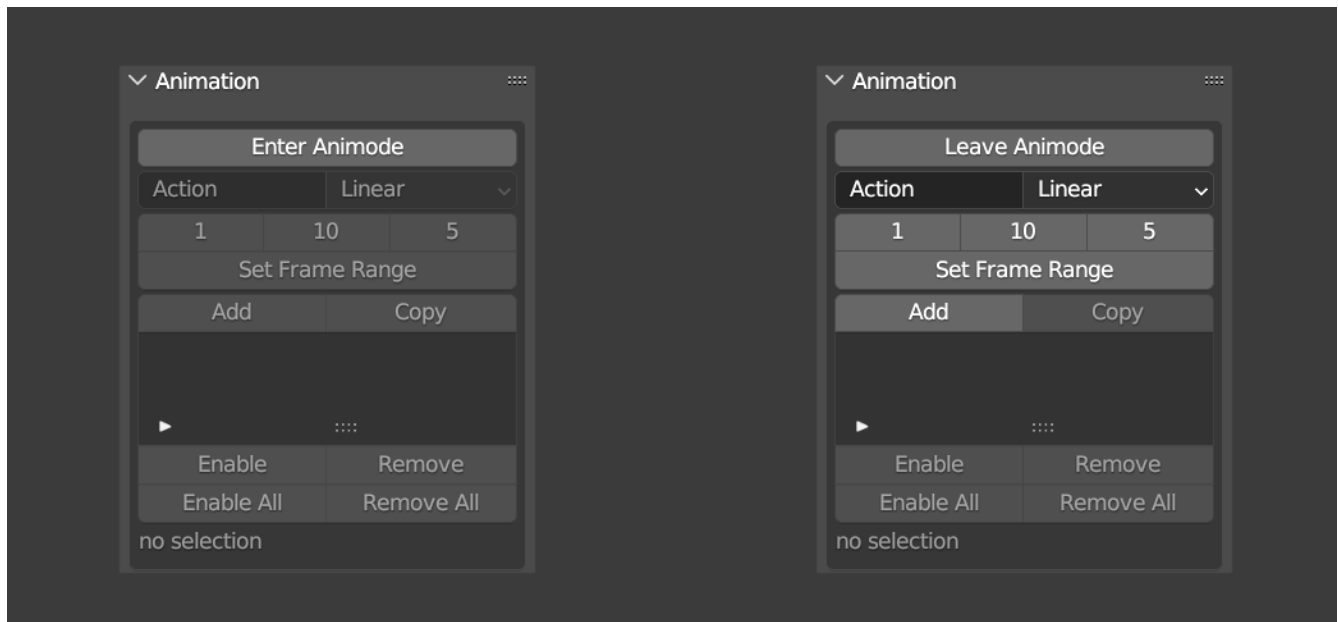 Animation
Enter Animode
Action Linear
1 10 5
Set Frame Range
Add Copy
Enable Remove
Enable All Remove All
no selection
Animation
Leave Animode
Action Linear
1 10 5
Set Frame Range
Add Copy
Enable Remove
Enable All Remove All
no selection